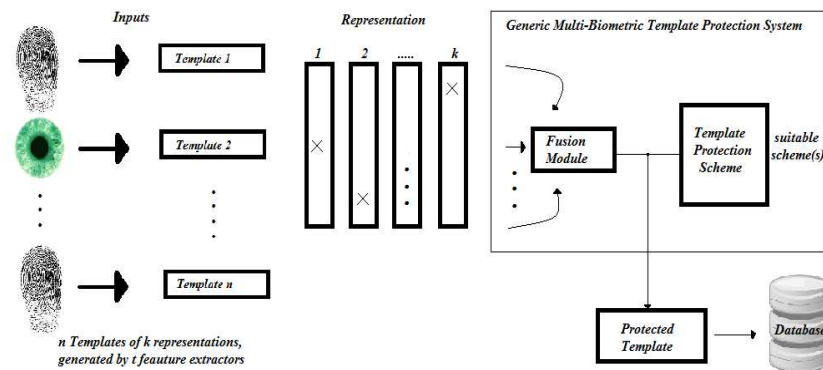 Inputs
Representation
Generic Multi-Biometric Template Protection System
Template 1
Template 2
Template n
1 2 ..... k
Fusion
Module
Template
Protection
Scheme
suitable
scheme(s)
Protected
Template
Database
n Templates of k representations,
generated by t feauture extractors